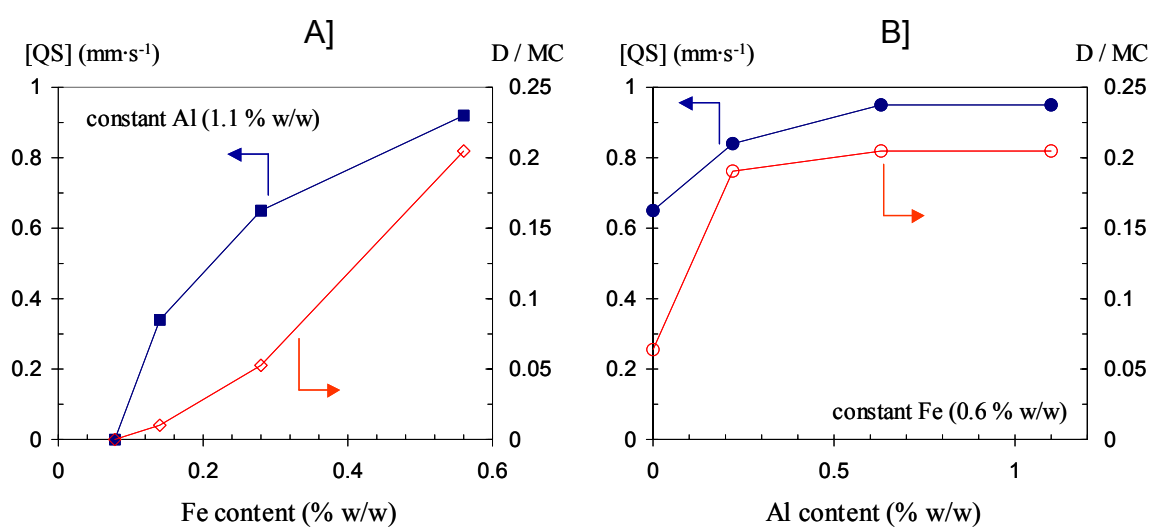 A]
[QS] (mm·s⁻¹) D / MC
constant Al (1.1 % w/w)
1 0.25
0.8 0.2
0.6 0.15
0.4 0.1
0.2 0.05
0 0
0 0.2 0.4 0.6
Fe content (% w/w)
B]
[QS] (mm·s⁻¹) D / MC
1 0.25
0.8 0.2
0.6 0.15
0.4 0.1
0.2 0.05
0 0
constant Fe (0.6 % w/w)
0 0.5 1
Al content (% w/w)